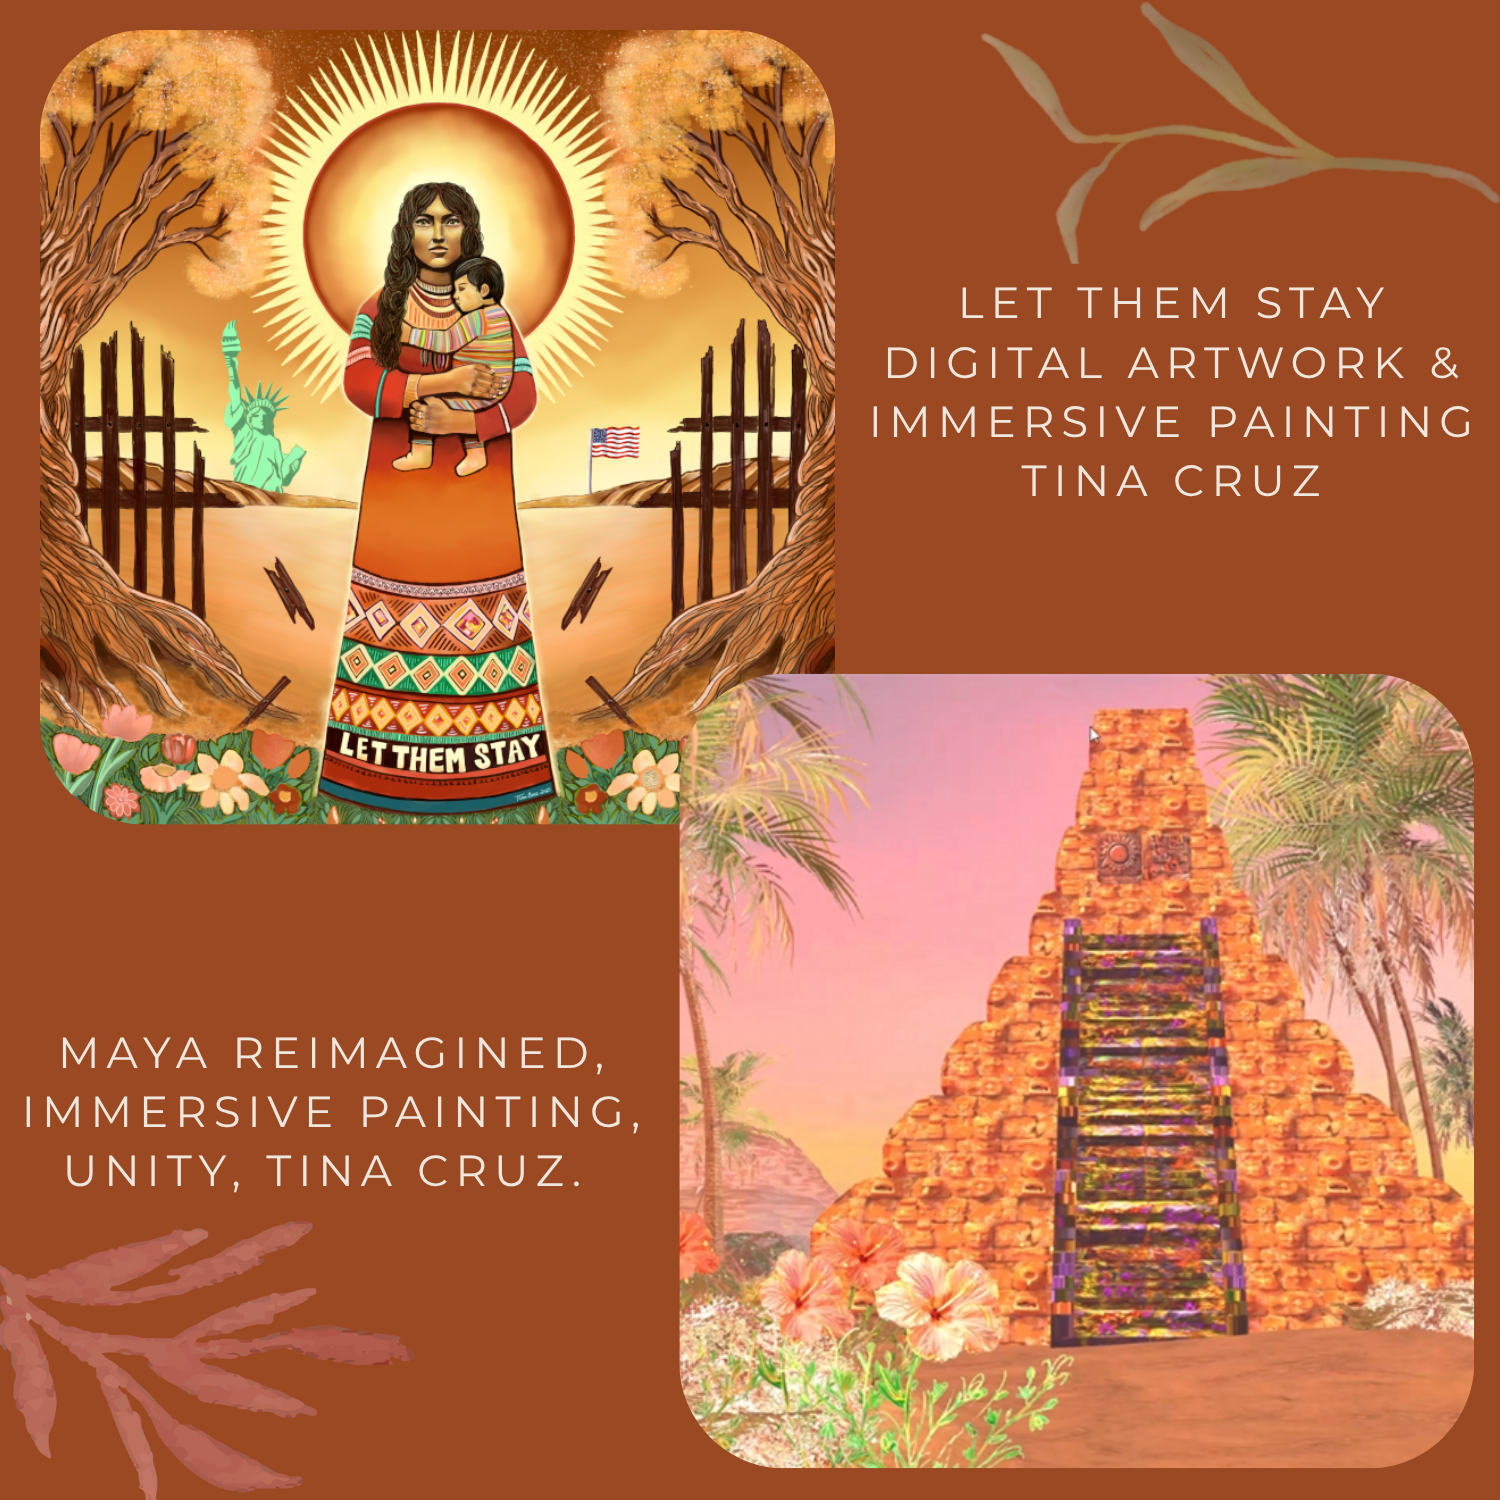 LET THEM STAY
DIGITAL ARTWORK &
IMMERSIVE PAINTING
TINA CRUZ
LET THEM STAY
MAYA REIMAGINED,
IMMERSIVE PAINTING,
UNITY, TINA CRUZ.